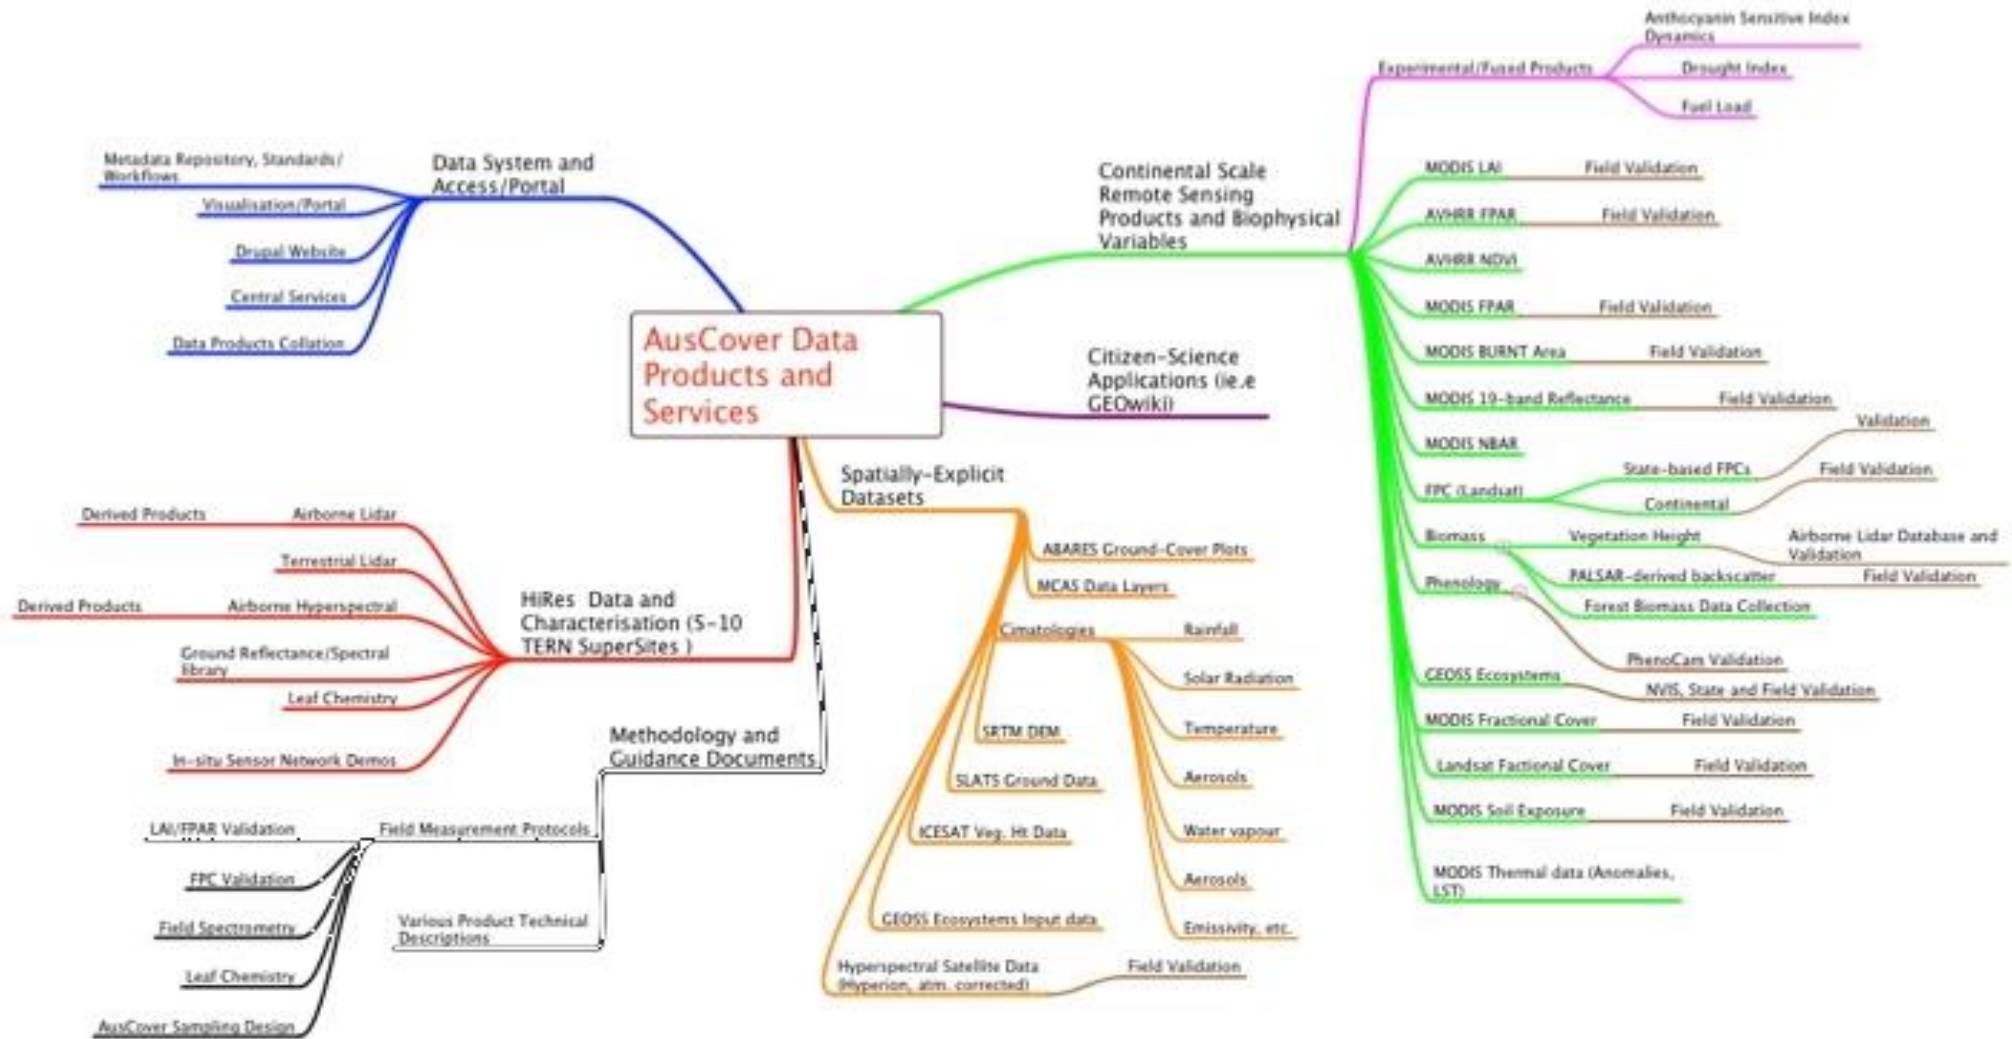 AusCover Data
Products and
Services
Data System and
Access/Portal
Metadata Repository, Standards/
Workflows
Visualisation/Portal
Drupal Website
Central Services
Data Products Collation
Continental Scale
Remote Sensing
Products and Biophysical
Variables
Experimental/Fused Products
Anthocyanin Sensitive Index
Dynamics
Drought Index
Fuel Load
MODIS LAI
Field Validation
AVHRR FPAR
Field Validation
AVHRR NDVI
MODIS FPAR
Field Validation
MODIS BURNT Area
Field Validation
MODIS 19-band Reflectance
Field Validation
MODIS NBAR
FPC (Landsat)
State-based FPCs
Validation
Continental
Field Validation
Biomass
Vegetation Height
Airborne Lidar Database and
Validation
PALSAR-derived backscatter
Field Validation
Forest Biomass Data Collection
Phenology
PhenoCam Validation
GEOSS Ecosystems
NVIS, State and Field Validation
MODIS Fractional Cover
Field Validation
Landsat Factional Cover
Field Validation
MODIS Soil Exposure
Field Validation
MODIS Thermal data (Anomalies,
LST)
Citizen-Science
Applications (ie.e
GEOwiki)
Spatially-Explicit
Datasets
ABARES Ground-Cover Plots
MCAS Data Layers
Cimatologies
Rainfall
Solar Radiation
Temperature
Aerosols
Water vapour
Aerosols
Emissivity, etc.
SRTM DEM
SLATS Ground Data
ICESAT Veg. Ht Data
GEOSS Ecosystems Input data
Hyperspectral Satellite Data
(Hyperion, atm. corrected)
Field Validation
HiRes Data and
Characterisation (5-10
TERN SuperSites )
Airborne Lidar
Derived Products
Terrestrial Lidar
Airborne Hyperspectral
Derived Products
Ground Reflectance/Spectral
library
Leaf Chemistry
In-situ Sensor Network Demos
Methodology and
Guidance Documents
Field Measurement Protocols
LAI/FPAR Validation
FPC Validation
Field Spectrometry
Leaf Chemistry
AusCover Sampling Design
Various Product Technical
Descriptions